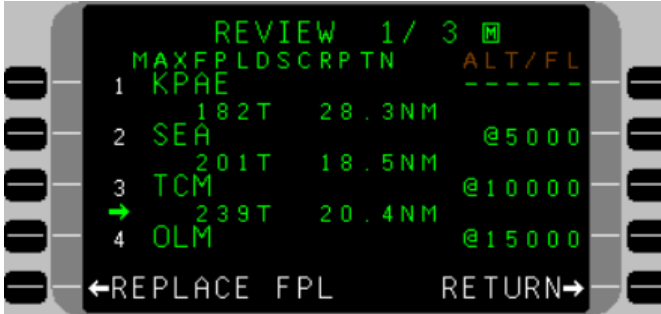 REVIEW 1/ 3 M
MAXFPLDSCRPTN ALT/FL
1 KPAE ------
182T 28.3NM
2 SEA @5000
201T 18.5NM
3 TCM @10000
→ 239T 20.4NM
4 OLM @15000
←REPLACE FPL RETURN→